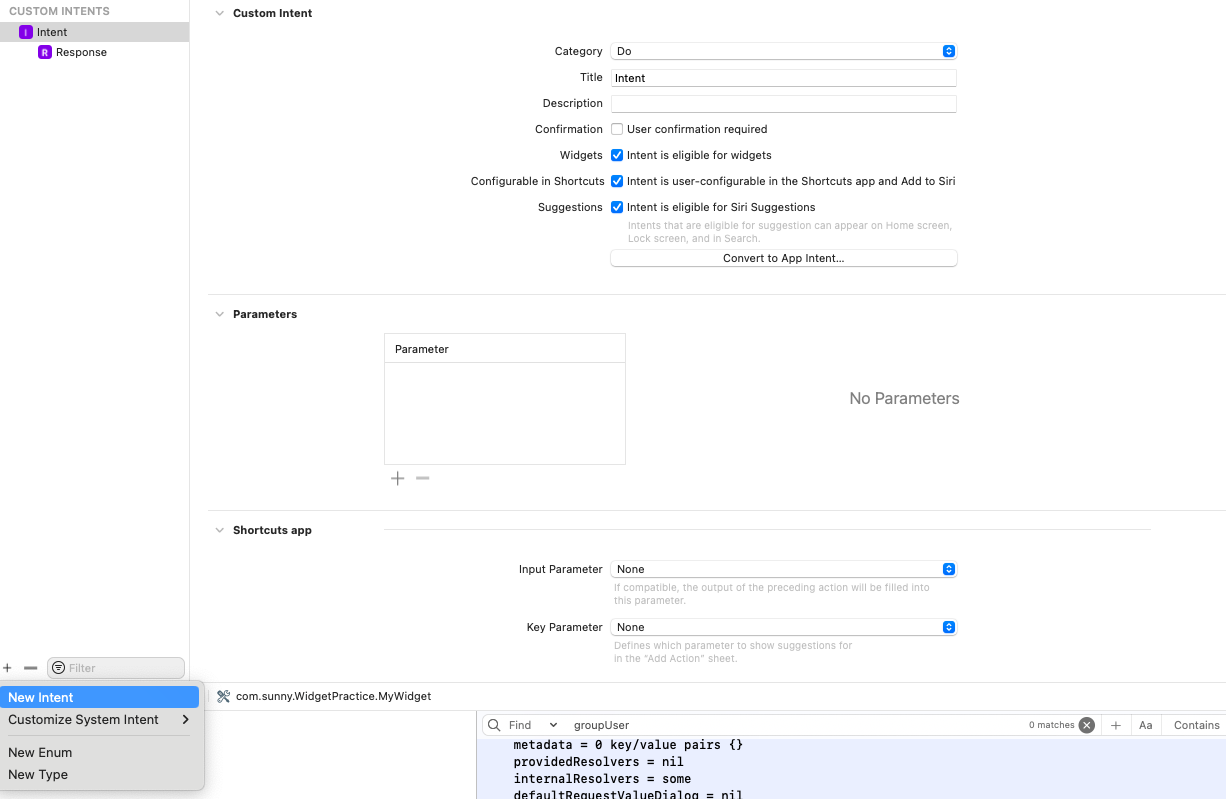 CUSTOM INTENTS
I Intent
R Response
Custom Intent
Category Do
Title Intent
Description
Confirmation User confirmation required
Widgets Intent is eligible for widgets
Configurable in Shortcuts Intent is user-configurable in the Shortcuts app and Add to Siri
Suggestions Intent is eligible for Siri Suggestions
Intents that are eligible for suggestion can appear on Home screen,
Lock screen, and in Search.
Convert to App Intent...
Parameters
Parameter
No Parameters
Shortcuts app
Input Parameter None
If compatible, the output of the preceding action will be filled into
this parameter.
Key Parameter None
Defines which parameter to show suggestions for
in the "Add Action" sheet.
Filter
New Intent
Customize System Intent
New Enum
New Type
com.sunny.WidgetPractice.MyWidget
Find groupUser 0 matches Aa Contains
metadata = 0 key/value pairs {}
providedResolvers = nil
internalResolvers = some
defaultRequestValueDialog = nil